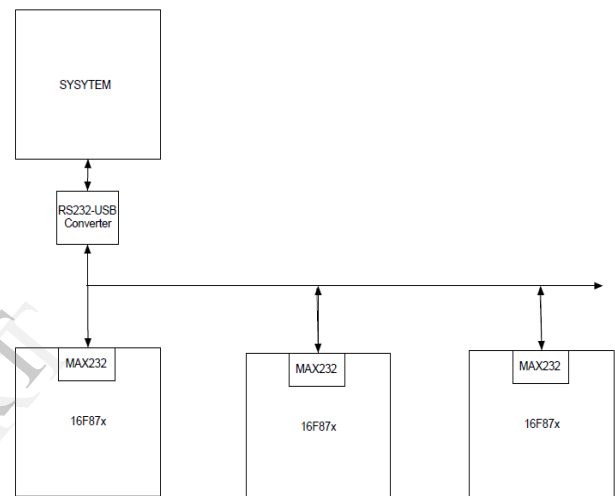 SYSYTEM
RS232-USB
Converter
MAX232
MAX232
MAX232
16F87x
16F87x
16F87x